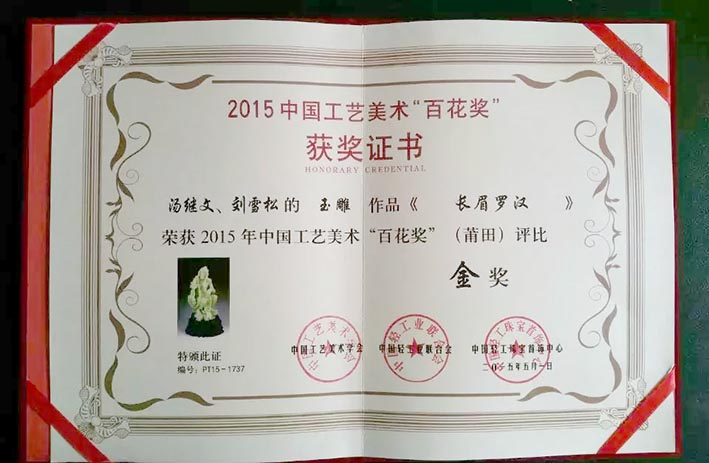 2015中国工艺美术“百花奖”
获奖证书
HONORARY CREDENTIAL
汤继文、刘雪松的 玉雕 作品《 长眉罗汉 》
荣获 2015 年中国工艺美术“百花奖”（莆田）评比
金奖
特颁此证
编号：PT15-1737
中国工艺美术学会 中国轻工业联合会 中国轻工珠宝首饰中心
二〇一五年五月一日